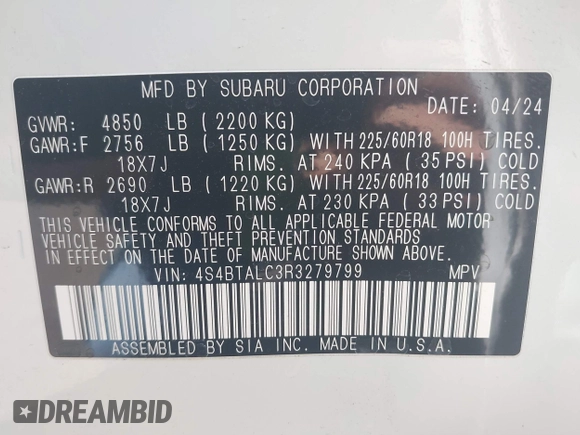 MFD BY SUBARU CORPORATION
DATE: 04/24
GVWR: 4850 LB ( 2200 KG)
GAWR:F 2756 LB ( 1250 KG) WITH 225/60R18 100H TIRES.
18X7J RIMS. AT 240 KPA ( 35 PSI) COLD
GAWR:R 2690 LB ( 1220 KG) WITH 225/60R18 100H TIRES.
18X7J RIMS. AT 230 KPA ( 33 PSI) COLD
THIS VEHICLE CONFORMS TO ALL APPLICABLE FEDERAL MOTOR
VEHICLE SAFETY AND THEFT PREVENTION STANDARDS
IN EFFECT ON THE DATE OF MANUFACTURE SHOWN ABOVE.
VIN: 4S4BTALC3R3279799 MPV
ASSEMBLED BY SIA INC. MADE IN U.S.A.
DREAMBID